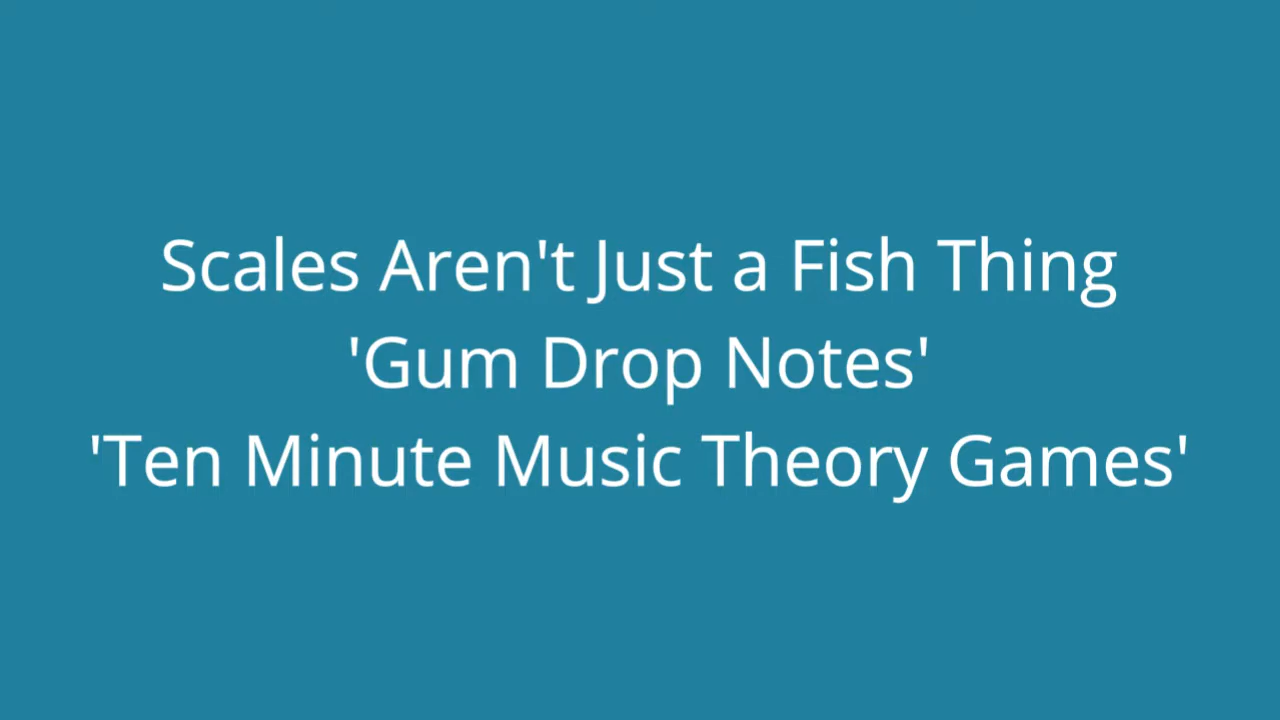 Scales Aren't Just a Fish Thing
'Gum Drop Notes'
'Ten Minute Music Theory Games'